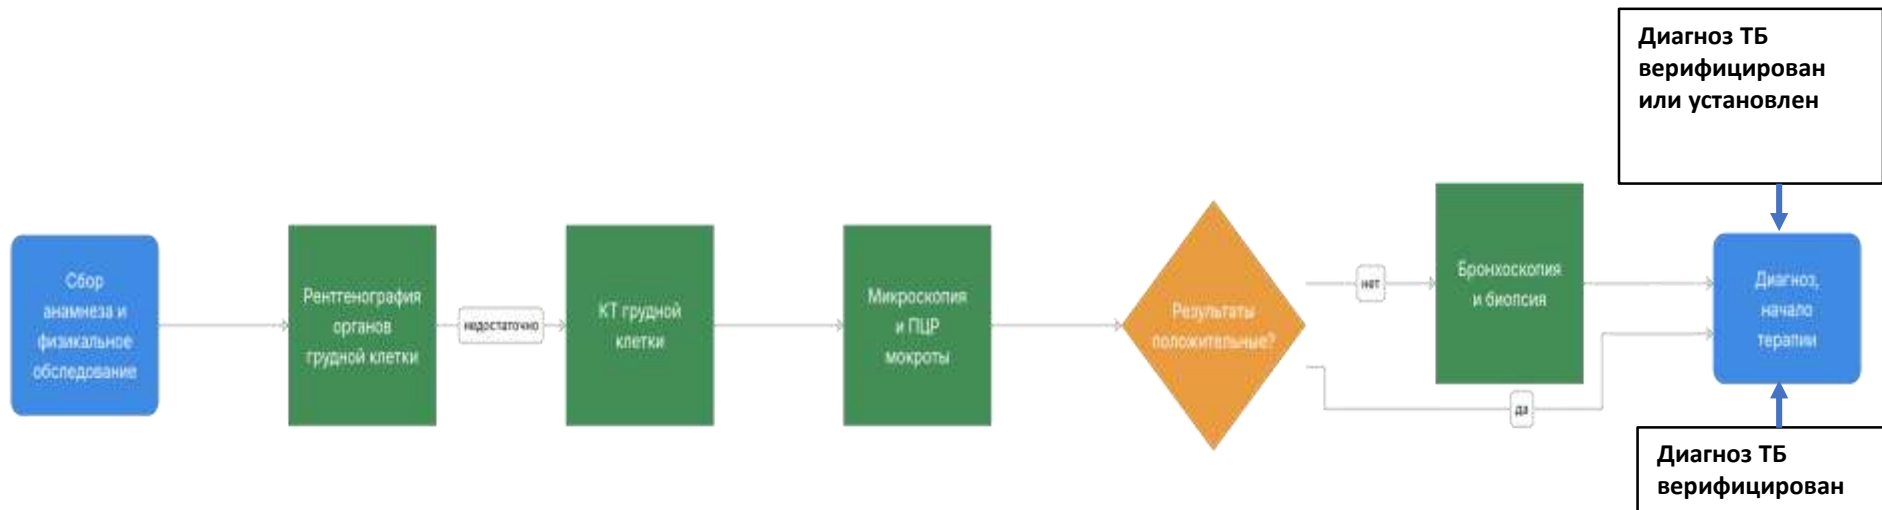 Диагноз ТБ
верифицирован
или установлен
Сбор
анамнеза и
физикальное
обследование
Рентгенография
органов
грудной клетки
недостаточно
КТ грудной
клетки
Микроскопия
и ПЦР
мокроты
Результаты
положительные?
нет
Бронхоскопия
и биопсия
да
Диагноз,
начало
терапии
Диагноз ТБ
верифицирован